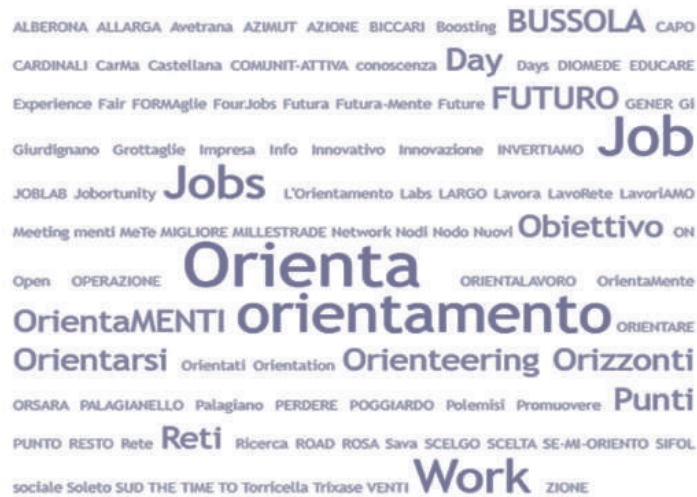 ALBERONA ALLARGA Avetrana AZIMUT AZIONE BICCARI Boosting BUSSOLA CAPO
CARDINALI CarMa Castellana COMUNIT-ATTIVA conoscenza Day Days DIOMEDE EDUCARE
Experience Fair FORMAglie FourJobs Futura Futura-Mente Future FUTURO GENER GI
Giurdignano Grottaglie Impresa Info Innovativo Innovazione INVERTIAMO Job
JOBLAB Jobortunity Jobs L'Orientamento Labs LARGO Lavora LavoRete LavoriAMO
Meeting menti MeTe MIGLIORE MILLESTRADE Network Nodi Nodo Nuovi Obiettivo ON
Open OPERAZIONE Orienta ORIENTALAVORO OrientaMente
OrientaMENTI orientamento ORIENTARE
Orientarsi Orientati Orientation Orienteering Orizzonti
ORSARA PALAGIANELLO Palagiano PERDERE POGGIARDO Polemisi Promuovere Punti
PUNTO RESTO Rete Reti Ricerca ROAD ROSA Sava SCELGO SCELTA SE-MI-ORIENTO SIFOL
sociale Soleto SUD THE TIME TO Torricella Trixase VENTI Work ZIONE